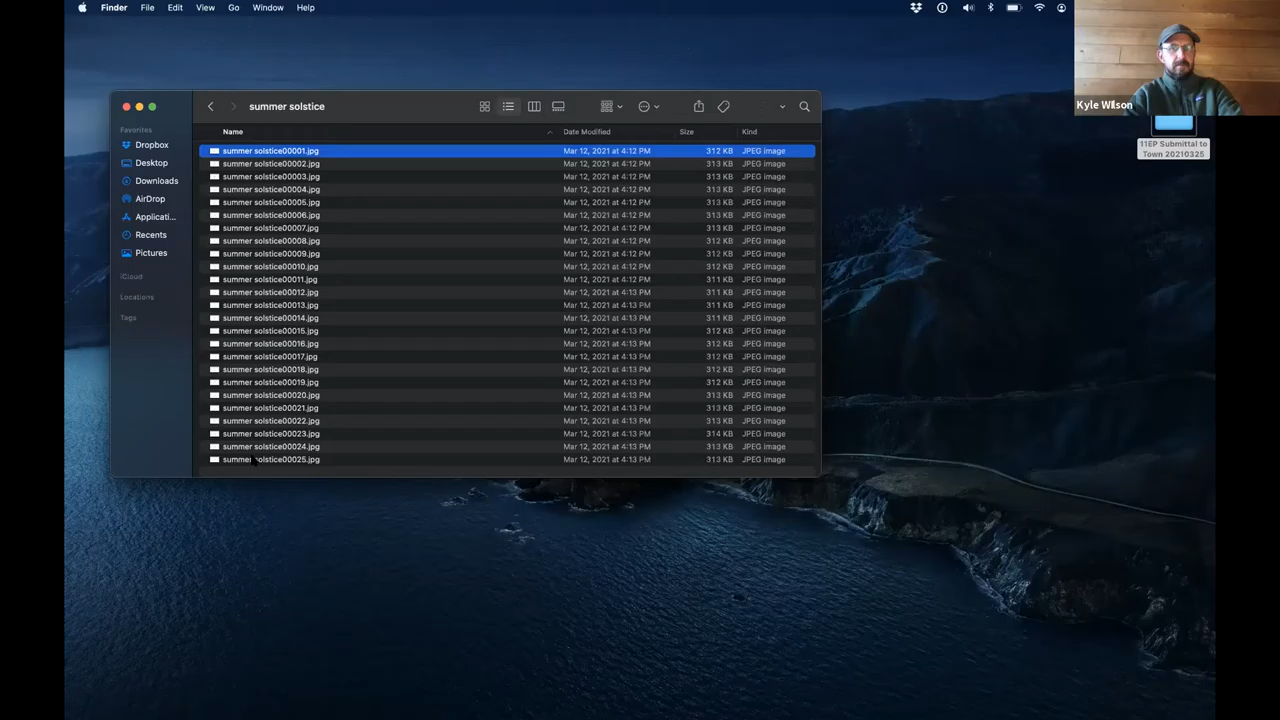 Finder File Edit View Go Window Help
Kyle WIlson
summer solstice
Favorites
Dropbox
Desktop
Downloads
AirDrop
Applicati...
Recents
Pictures
iCloud
Locations
Tags
Name Date Modified Size Kind
summer solstice00001.jpg Mar 12, 2021 at 4:12 PM 312 KB JPEG image
summer solstice00002.jpg Mar 12, 2021 at 4:12 PM 313 KB JPEG image
summer solstice00003.jpg Mar 12, 2021 at 4:12 PM 313 KB JPEG image
summer solstice00004.jpg Mar 12, 2021 at 4:12 PM 313 KB JPEG image
summer solstice00005.jpg Mar 12, 2021 at 4:12 PM 313 KB JPEG image
summer solstice00006.jpg Mar 12, 2021 at 4:12 PM 313 KB JPEG image
summer solstice00007.jpg Mar 12, 2021 at 4:12 PM 313 KB JPEG image
summer solstice00008.jpg Mar 12, 2021 at 4:12 PM 312 KB JPEG image
summer solstice00009.jpg Mar 12, 2021 at 4:12 PM 312 KB JPEG image
summer solstice00010.jpg Mar 12, 2021 at 4:12 PM 312 KB JPEG image
summer solstice00011.jpg Mar 12, 2021 at 4:12 PM 311 KB JPEG image
summer solstice00012.jpg Mar 12, 2021 at 4:13 PM 311 KB JPEG image
summer solstice00013.jpg Mar 12, 2021 at 4:13 PM 311 KB JPEG image
summer solstice00014.jpg Mar 12, 2021 at 4:13 PM 311 KB JPEG image
summer solstice00015.jpg Mar 12, 2021 at 4:13 PM 311 KB JPEG image
summer solstice00016.jpg Mar 12, 2021 at 4:13 PM 312 KB JPEG image
summer solstice00017.jpg Mar 12, 2021 at 4:13 PM 312 KB JPEG image
summer solstice00018.jpg Mar 12, 2021 at 4:13 PM 312 KB JPEG image
summer solstice00019.jpg Mar 12, 2021 at 4:13 PM 312 KB JPEG image
summer solstice00020.jpg Mar 12, 2021 at 4:13 PM 313 KB JPEG image
summer solstice00021.jpg Mar 12, 2021 at 4:13 PM 313 KB JPEG image
summer solstice00022.jpg Mar 12, 2021 at 4:13 PM 313 KB JPEG image
summer solstice00023.jpg Mar 12, 2021 at 4:13 PM 314 KB JPEG image
summer solstice00024.jpg Mar 12, 2021 at 4:13 PM 313 KB JPEG image
summer solstice00025.jpg Mar 12, 2021 at 4:13 PM 313 KB JPEG image
11EP Submittal to
Town 20210325